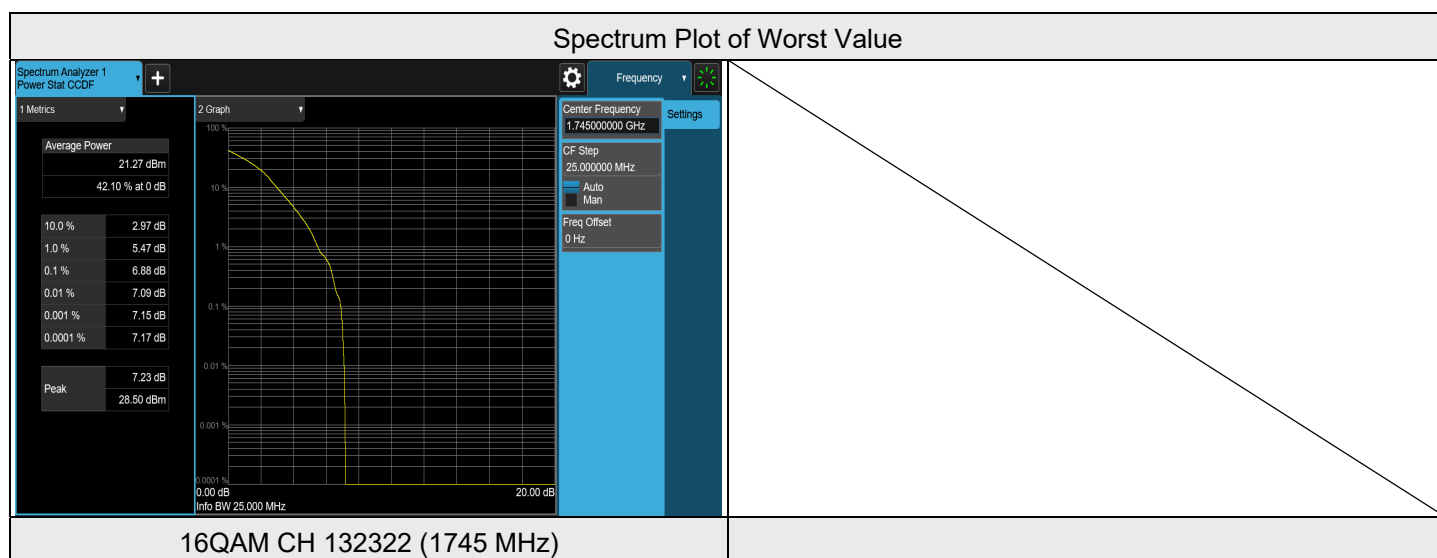 Spectrum Plot of Worst Value
Spectrum Analyzer 1
Power Stat CCDF
+
Frequency
1 Metrics
2 Graph
Center Frequency
1.745000000 GHz
Settings
CF Step
25.000000 MHz
Auto
Man
Freq Offset
0 Hz
Average Power
21.27 dBm
42.10 % at 0 dB
10.0 % 2.97 dB
1.0 % 5.47 dB
0.1 % 6.88 dB
0.01 % 7.09 dB
0.001 % 7.15 dB
0.0001 % 7.17 dB
Peak 7.23 dB
28.50 dBm
100 %
10 %
1 %
0.1 %
0.01 %
0.001 %
0.0001 %
0.00 dB 20.00 dB
Info BW 25.000 MHz
16QAM CH 132322 (1745 MHz)